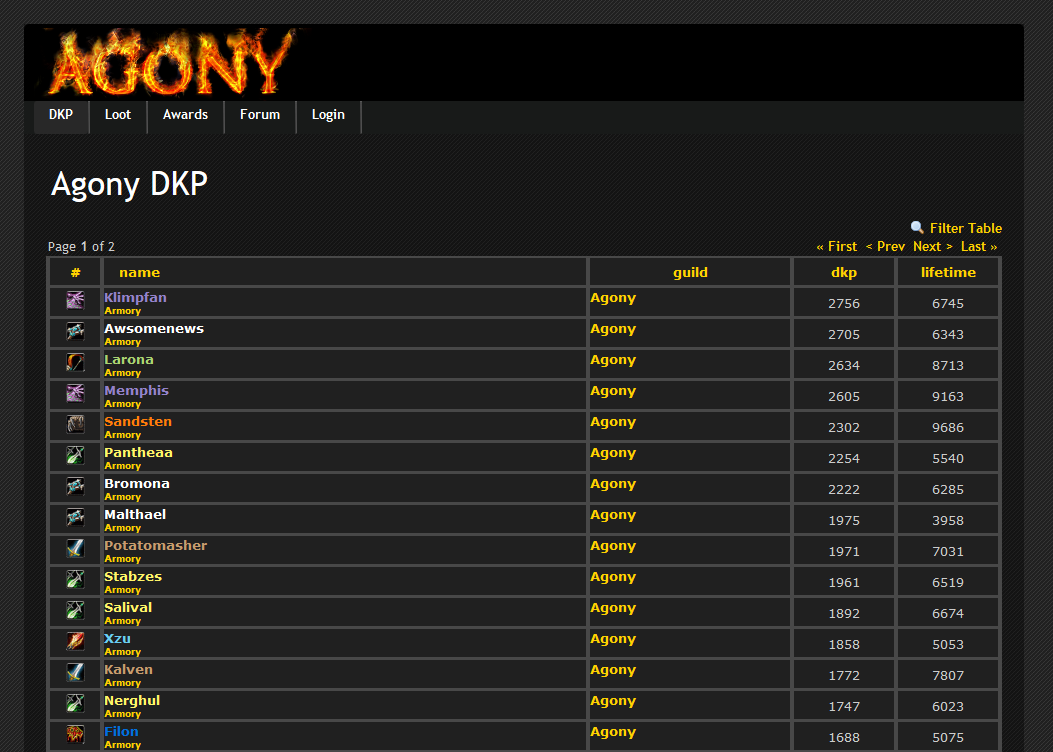 AGONY
DKP Loot Awards Forum Login
Agony DKP
Filter Table
Page 1 of 2 « First < Prev Next > Last »
# name guild dkp lifetime
Klimpfan Agony 2756 6745
Armory
Awsomenews Agony 2705 6343
Armory
Larona Agony 2634 8713
Armory
Memphis Agony 2605 9163
Armory
Sandsten Agony 2302 9686
Armory
Pantheaa Agony 2254 5540
Armory
Bromona Agony 2222 6285
Armory
Malthael Agony 1975 3958
Armory
Potatomasher Agony 1971 7031
Armory
Stabzes Agony 1961 6519
Armory
Salival Agony 1892 6674
Armory
Xzu Agony 1858 5053
Armory
Kalven Agony 1772 7807
Armory
Nerghul Agony 1747 6023
Armory
Filon Agony 1688 5075
Armory